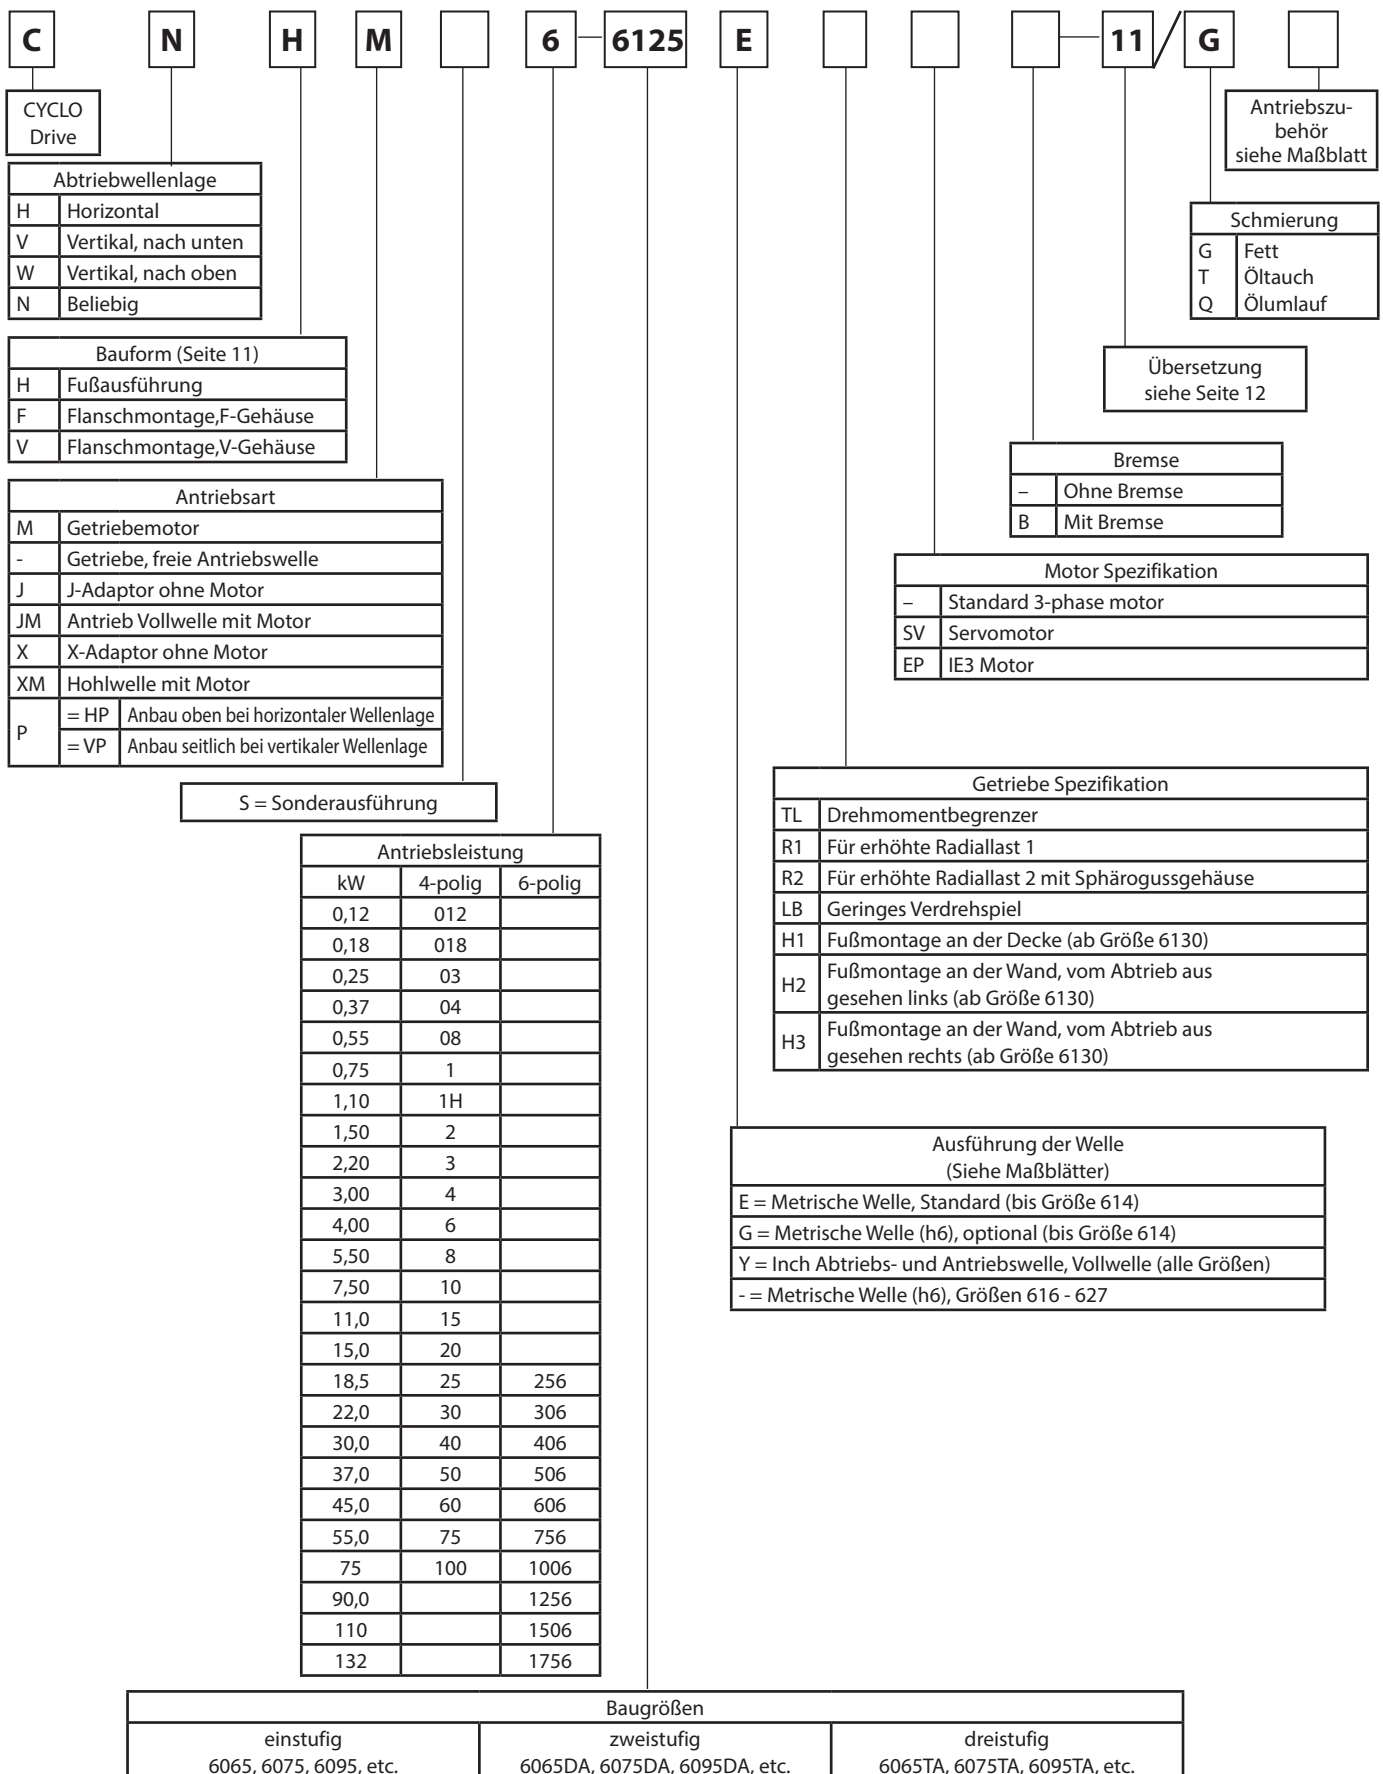 C N H M 6 – 6125 E – 11 / G
CYCLO
Drive
Antriebszu-
behör
siehe Maßblatt
Abtriebwellenlage
H Horizontal
V Vertikal, nach unten
W Vertikal, nach oben
N Beliebig
Schmierung
G Fett
T Öltauch
Q Ölumlauf
Bauform (Seite 11)
H Fußausführung
F Flanschmontage,F-Gehäuse
V Flanschmontage,V-Gehäuse
Übersetzung
siehe Seite 12
Bremse
– Ohne Bremse
B Mit Bremse
Antriebsart
M Getriebemotor
- Getriebe, freie Antriebswelle
J J-Adaptor ohne Motor
JM Antrieb Vollwelle mit Motor
X X-Adaptor ohne Motor
XM Hohlwelle mit Motor
P = HP Anbau oben bei horizontaler Wellenlage
= VP Anbau seitlich bei vertikaler Wellenlage
Motor Spezifikation
– Standard 3-phase motor
SV Servomotor
EP IE3 Motor
S = Sonderausführung
Getriebe Spezifikation
TL Drehmomentbegrenzer
R1 Für erhöhte Radiallast 1
R2 Für erhöhte Radiallast 2 mit Sphärogussgehäuse
LB Geringes Verdrehspiel
H1 Fußmontage an der Decke (ab Größe 6130)
H2 Fußmontage an der Wand, vom Abtrieb aus
gesehen links (ab Größe 6130)
H3 Fußmontage an der Wand, vom Abtrieb aus
gesehen rechts (ab Größe 6130)
Antriebsleistung
kW 4-polig 6-polig
0,12 012
0,18 018
0,25 03
0,37 04
0,55 08
0,75 1
1,10 1H
1,50 2
2,20 3
3,00 4
4,00 6
5,50 8
7,50 10
11,0 15
15,0 20
18,5 25 256
22,0 30 306
30,0 40 406
37,0 50 506
45,0 60 606
55,0 75 756
75 100 1006
90,0 1256
110 1506
132 1756
Ausführung der Welle
(Siehe Maßblätter)
E = Metrische Welle, Standard (bis Größe 614)
G = Metrische Welle (h6), optional (bis Größe 614)
Y = Inch Abtriebs- und Antriebswelle, Vollwelle (alle Größen)
- = Metrische Welle (h6), Größen 616 - 627
Baugrößen
einstufig zweistufig dreistufig
6065, 6075, 6095, etc. 6065DA, 6075DA, 6095DA, etc. 6065TA, 6075TA, 6095TA, etc.